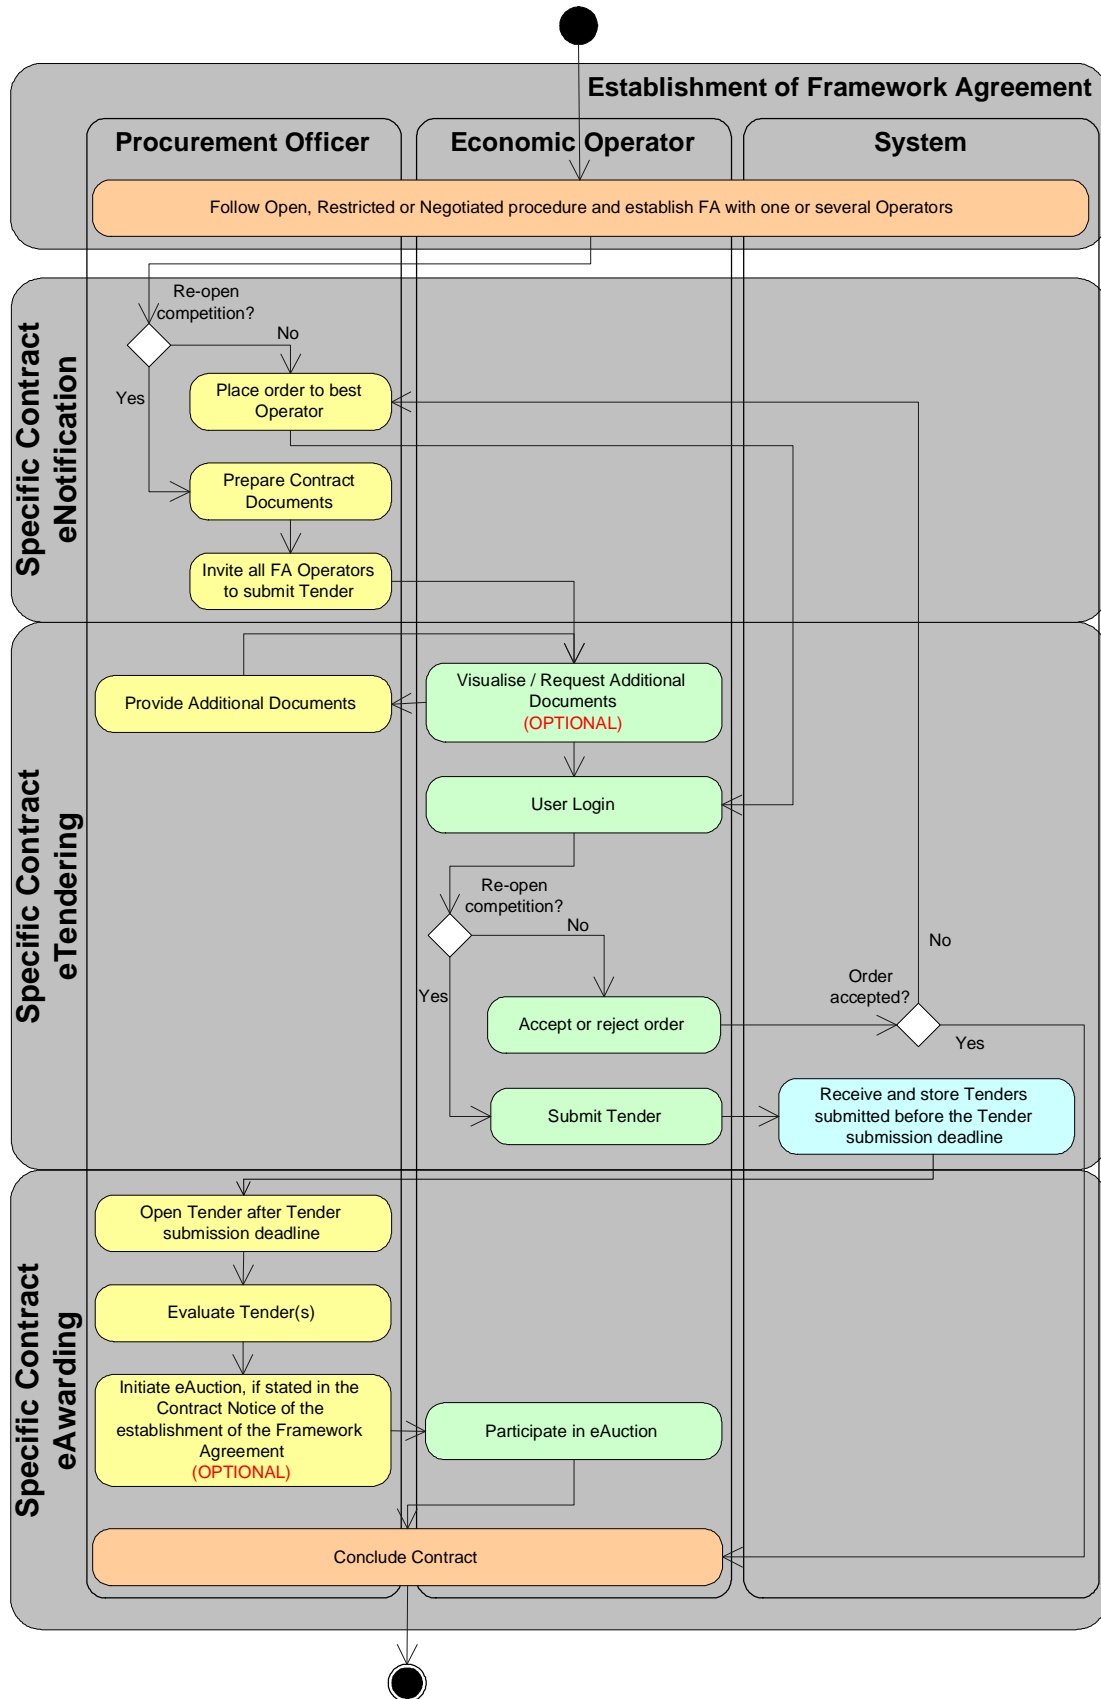 Establishment of Framework Agreement
Procurement Officer
Economic Operator
System
Follow Open, Restricted or Negotiated procedure and establish FA with one or several Operators
Specific Contract
eNotification
Re-open
competition?
No
Yes
Place order to best
Operator
Prepare Contract
Documents
Invite all FA Operators
to submit Tender
Specific Contract
eTendering
Provide Additional Documents
Visualise / Request Additional
Documents
(OPTIONAL)
User Login
Re-open
competition?
No
Yes
Accept or reject order
Order
accepted?
No
Yes
Submit Tender
Receive and store Tenders
submitted before the Tender
submission deadline
Specific Contract
eAwarding
Open Tender after Tender
submission deadline
Evaluate Tender(s)
Initiate eAuction, if stated in the
Contract Notice of the
establishment of the Framework
Agreement
(OPTIONAL)
Participate in eAuction
Conclude Contract